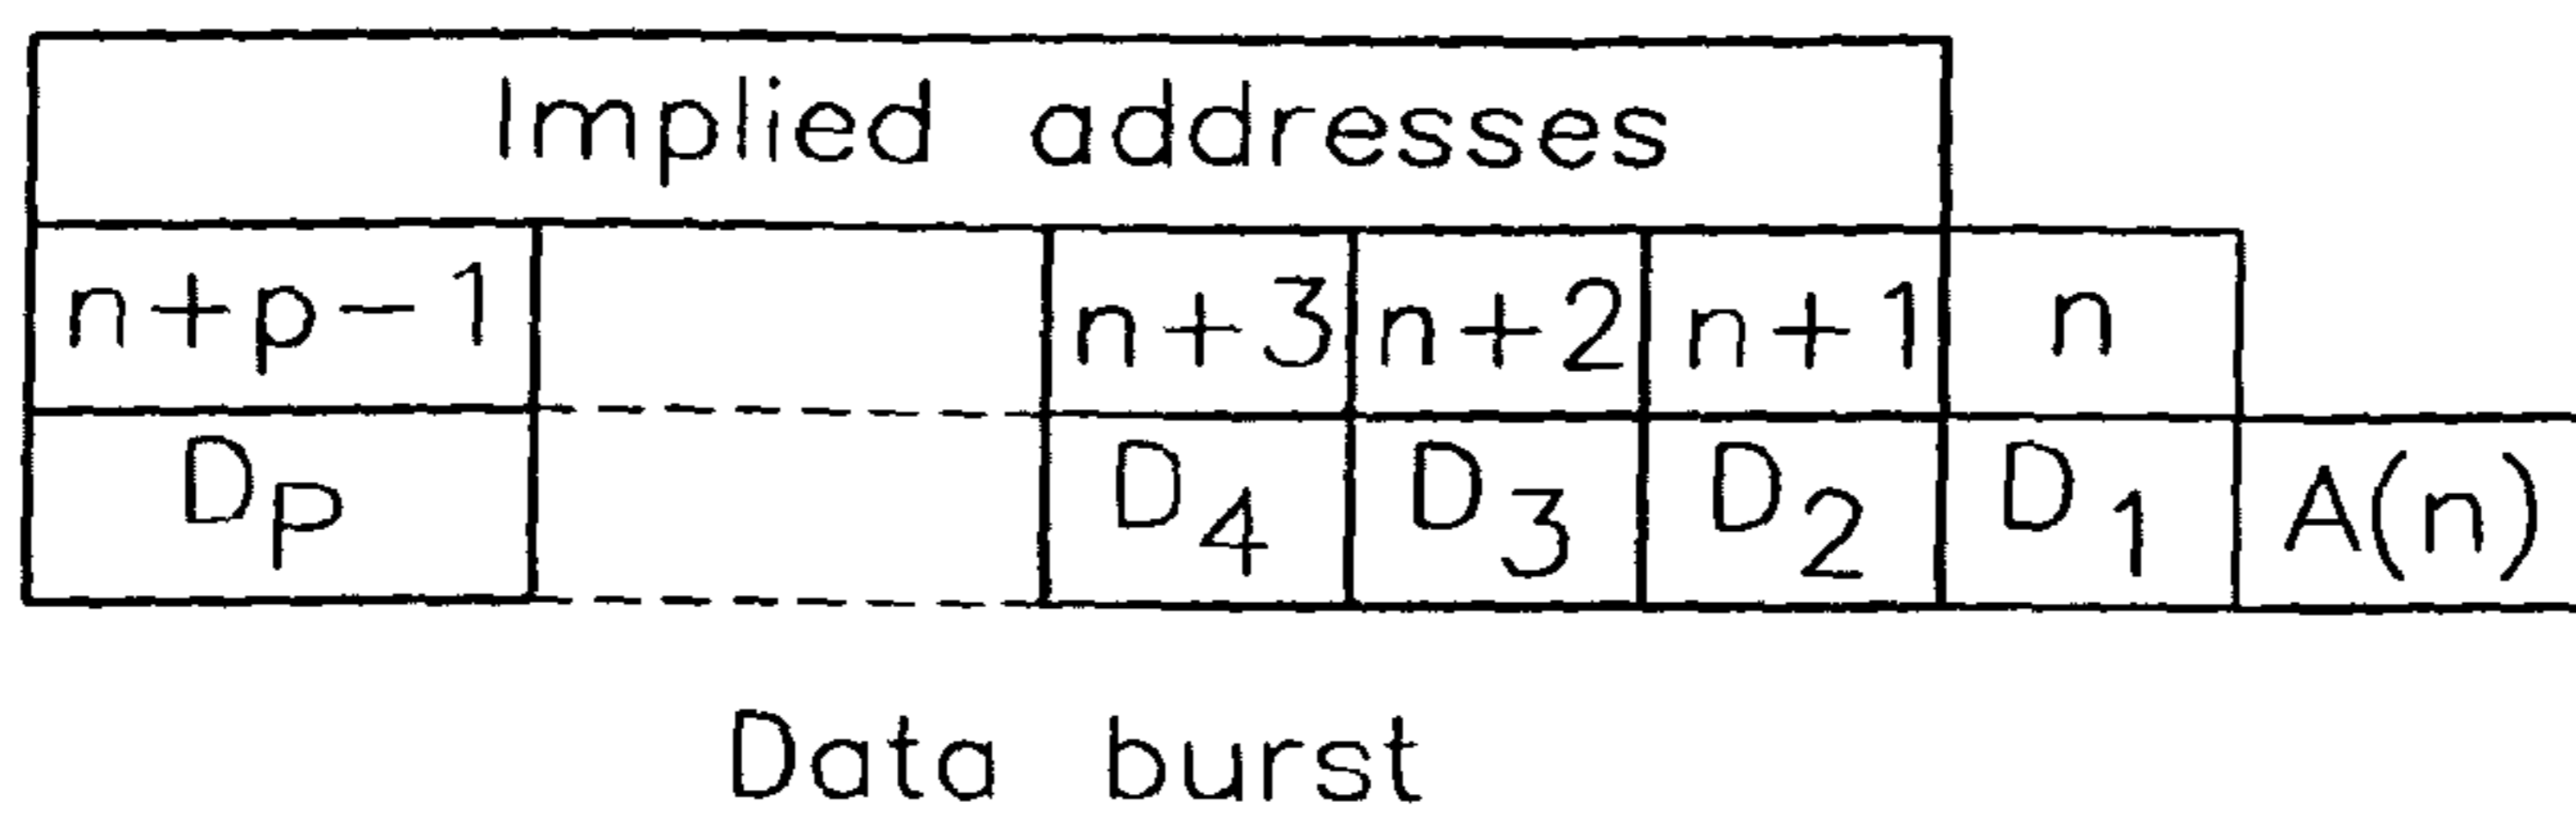 Implied addresses
n+p-1 n+3 n+2 n+1 n
Dp D4 D3 D2 D1 A(n)
Data burst